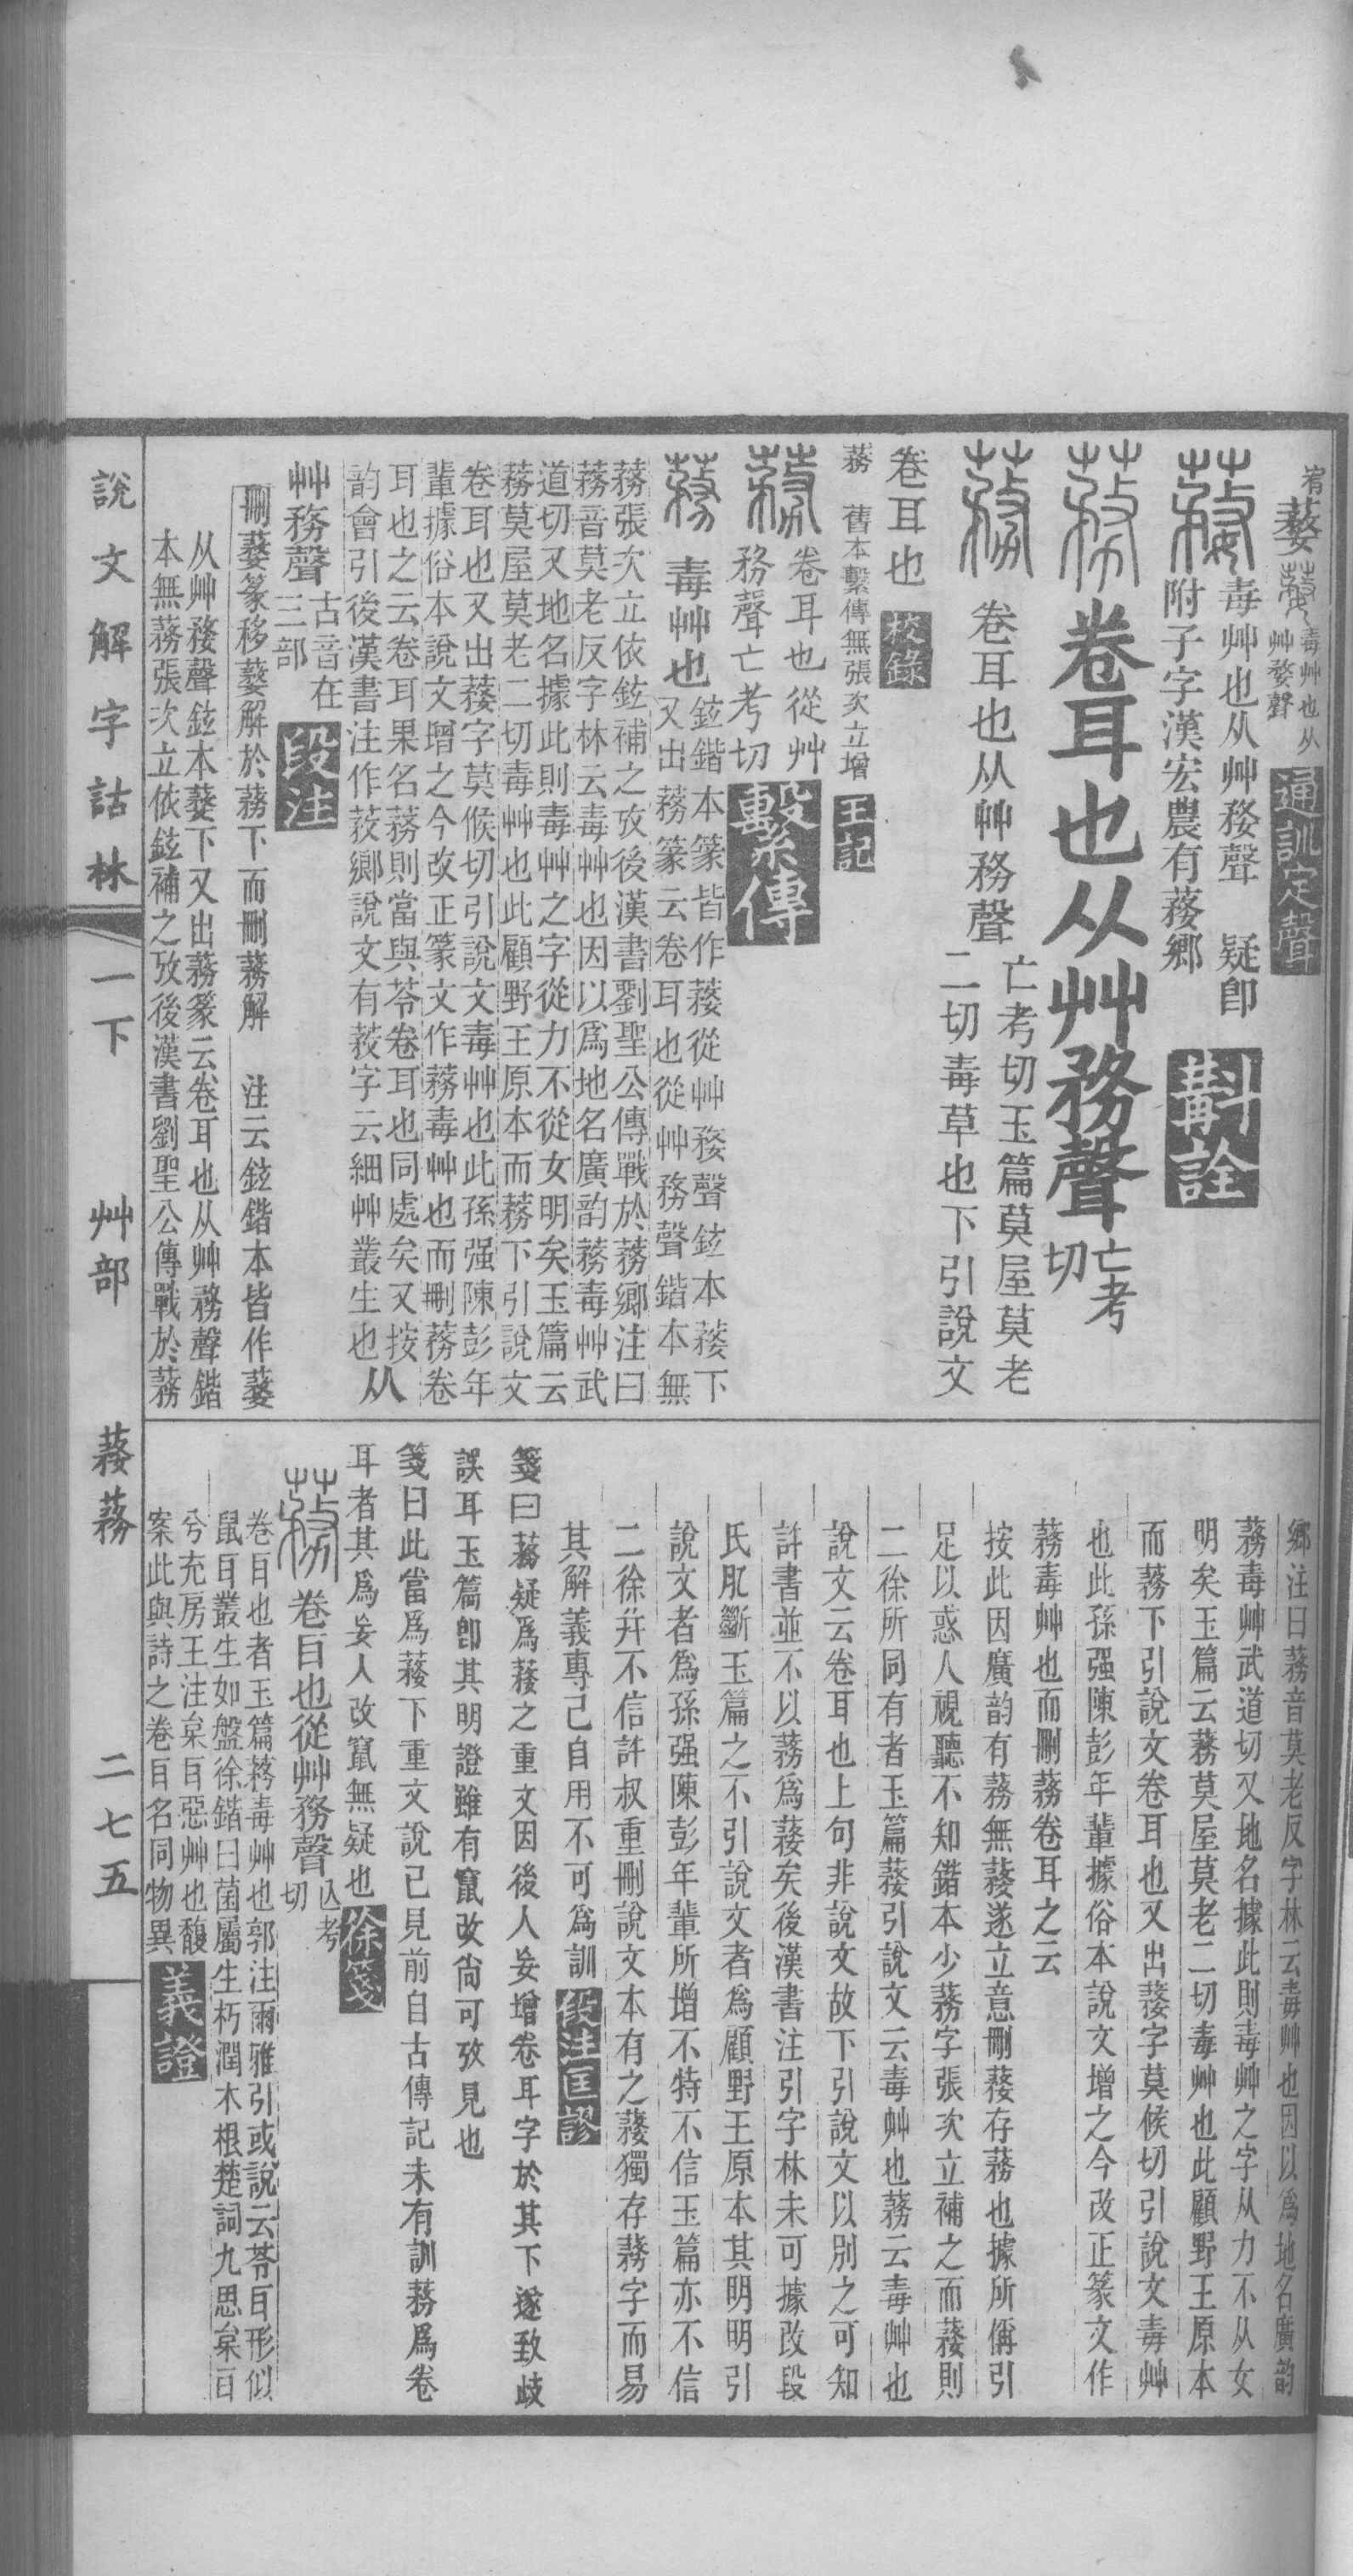 宥 蓩 毒艸也从艸婺聲 通訓定聲
毒艸也从艸婺聲 疑卽附子字漢宏農有蓩鄉 斠詮
卷耳也从艸務聲 亡考切
卷耳也从艸務聲 亡考切玉篇莫屋莫老二切毒草也下引說文
卷耳也 校錄
蓩 舊本繫傳無張次立增 王記
卷耳也從艸務聲亡考切 繫傳
毒艸也 鉉鍇本篆皆作蓩從艸婺聲鉉本蓩下又出蓩篆云卷耳也從艸務聲鍇本無
蓩張次立依鉉補之攷後漢書劉聖公傳戰於蓩鄉注曰
蓩音莫老反字林云毒艸也因以爲地名廣韵蓩毒艸武
道切又地名據此則毒艸之字從力不從女明矣玉篇云
蓩莫屋莫老二切毒艸也此顧野王原本而蓩下引說文
卷耳也又出蓩字莫候切引說文毒艸也此孫强陳彭年
輩據俗本說文增之今改正篆文作蓩毒艸也而刪蓩卷
耳也之云卷耳果名蓩則當與苓卷耳也同處矣又按
韵會引後漢書注作莈鄉說文有莈字云細艸叢生也 从
艸務聲 古音在三部 段注
刪蓩篆移蓩解於蓩下而刪蓩解 注云鉉鍇本皆作蓩
从艸婺聲鉉本蓩下又出蓩篆云卷耳也从艸務聲鍇
本無蓩張次立依鉉補之攷後漢書劉聖公傳戰於蓩
鄉注曰蓩音莫老反字林云毒艸也因以爲地名廣韵
蓩毒艸武道切又地名據此則毒艸之字从力不从女
明矣玉篇云蓩莫屋莫老二切毒艸也此顧野王原本
而蓩下引說文卷耳也又出蓩字莫候切引說文毒艸
也此孫强陳彭年輩據俗本說文增之今改正篆文作
蓩毒艸也而刪蓩卷耳之云
按此因廣韵有蓩無蓩遂立意刪蓩存蓩也據所偁引
足以惑人視聽不知鍇本少蓩字張次立補之而蓩則
二徐所同有者玉篇蓩引說文云毒艸也蓩云毒艸也
說文云卷耳也上句非說文故下引說文以別之可知
許書並不以蓩爲蓩矣後漢書注引字林未可據改段
氏肊斷玉篇之不引說文者爲顧野王原本其明明引
說文者爲孫强陳彭年輩所增不特不信玉篇亦不信
二徐幷不信許叔重刪說文本有之蓩獨存蓩字而易
其解義專己自用不可爲訓 段注匡謬
箋曰蓩疑爲蓩之重文因後人妄增卷耳字於其下遂致歧
誤耳玉篇卽其明證雖有竄改尙可攷見也
箋曰此當爲蓩下重文說已見前自古傳記未有訓蓩爲卷
耳者其爲妄人改竄無疑也 徐箋
卷耳也從艸務聲 亾考切
卷耳也者玉篇蓩毒艸也郭注爾雅引或說云苓耳形似
鼠耳叢生如盤徐鍇曰菌屬生朽潤木根楚詞九思枲耳
兮充房王注枲耳惡艸也馥
案此與詩之卷耳名同物異 義證
說文解字詁林 一下 艸部 蓩蓩 二七五